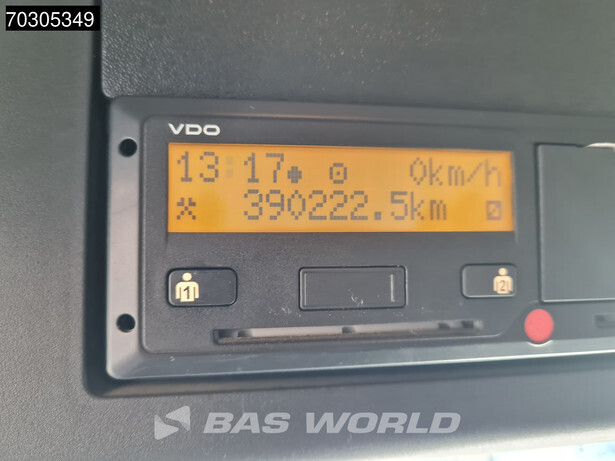 70305349
VDO
13:17 0km/h
390222.5km
1 2
BAS WORLD